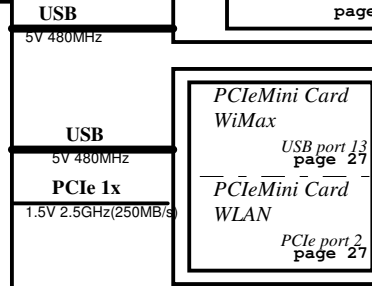 USB
page
5V 480MHz
PCIeMini Card
WiMax
USB
USB port 13
page 27
5V 480MHz
PCIe 1x
PCIeMini Card
1.5V 2.5GHz(250MB/s)
WLAN
PCIe port 2
page 27